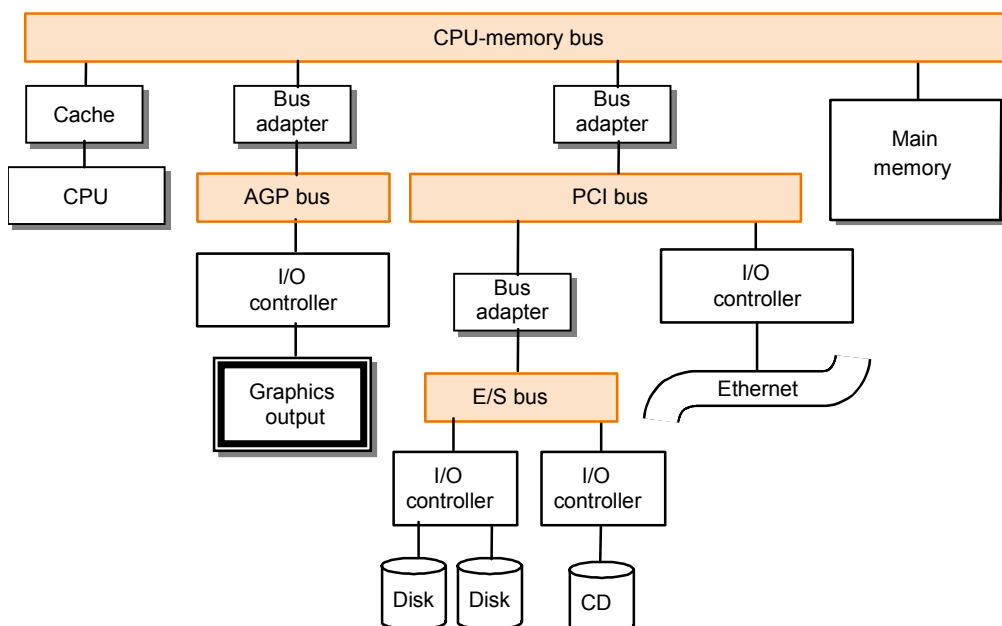 CPU-memory bus
Cache
Bus
adapter
Bus
adapter
Main
memory
CPU
AGP bus
PCI bus
I/O
controller
Bus
adapter
I/O
controller
Graphics
output
E/S bus
Ethernet
I/O
controller
I/O
controller
Disk
Disk
CD